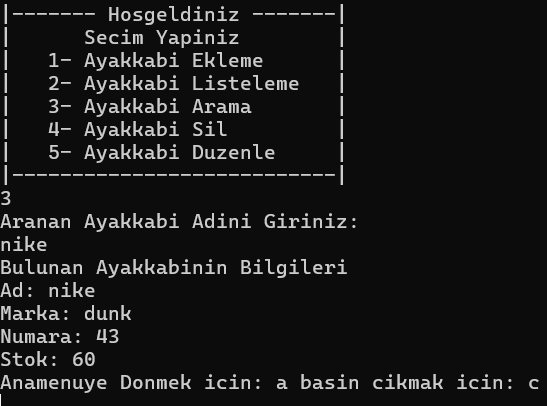 |------- Hosgeldiniz -------|
|      Secim Yapiniz        |
|   1- Ayakkabi Ekleme      |
|   2- Ayakkabi Listeleme   |
|   3- Ayakkabi Arama       |
|   4- Ayakkabi Sil         |
|   5- Ayakkabi Duzenle     |
|---------------------------|
3
Aranan Ayakkabi Adini Giriniz:
nike
Bulunan Ayakkabinin Bilgileri
Ad: nike
Marka: dunk
Numara: 43
Stok: 60
Anamenuye Donmek icin: a basin cikmak icin: c